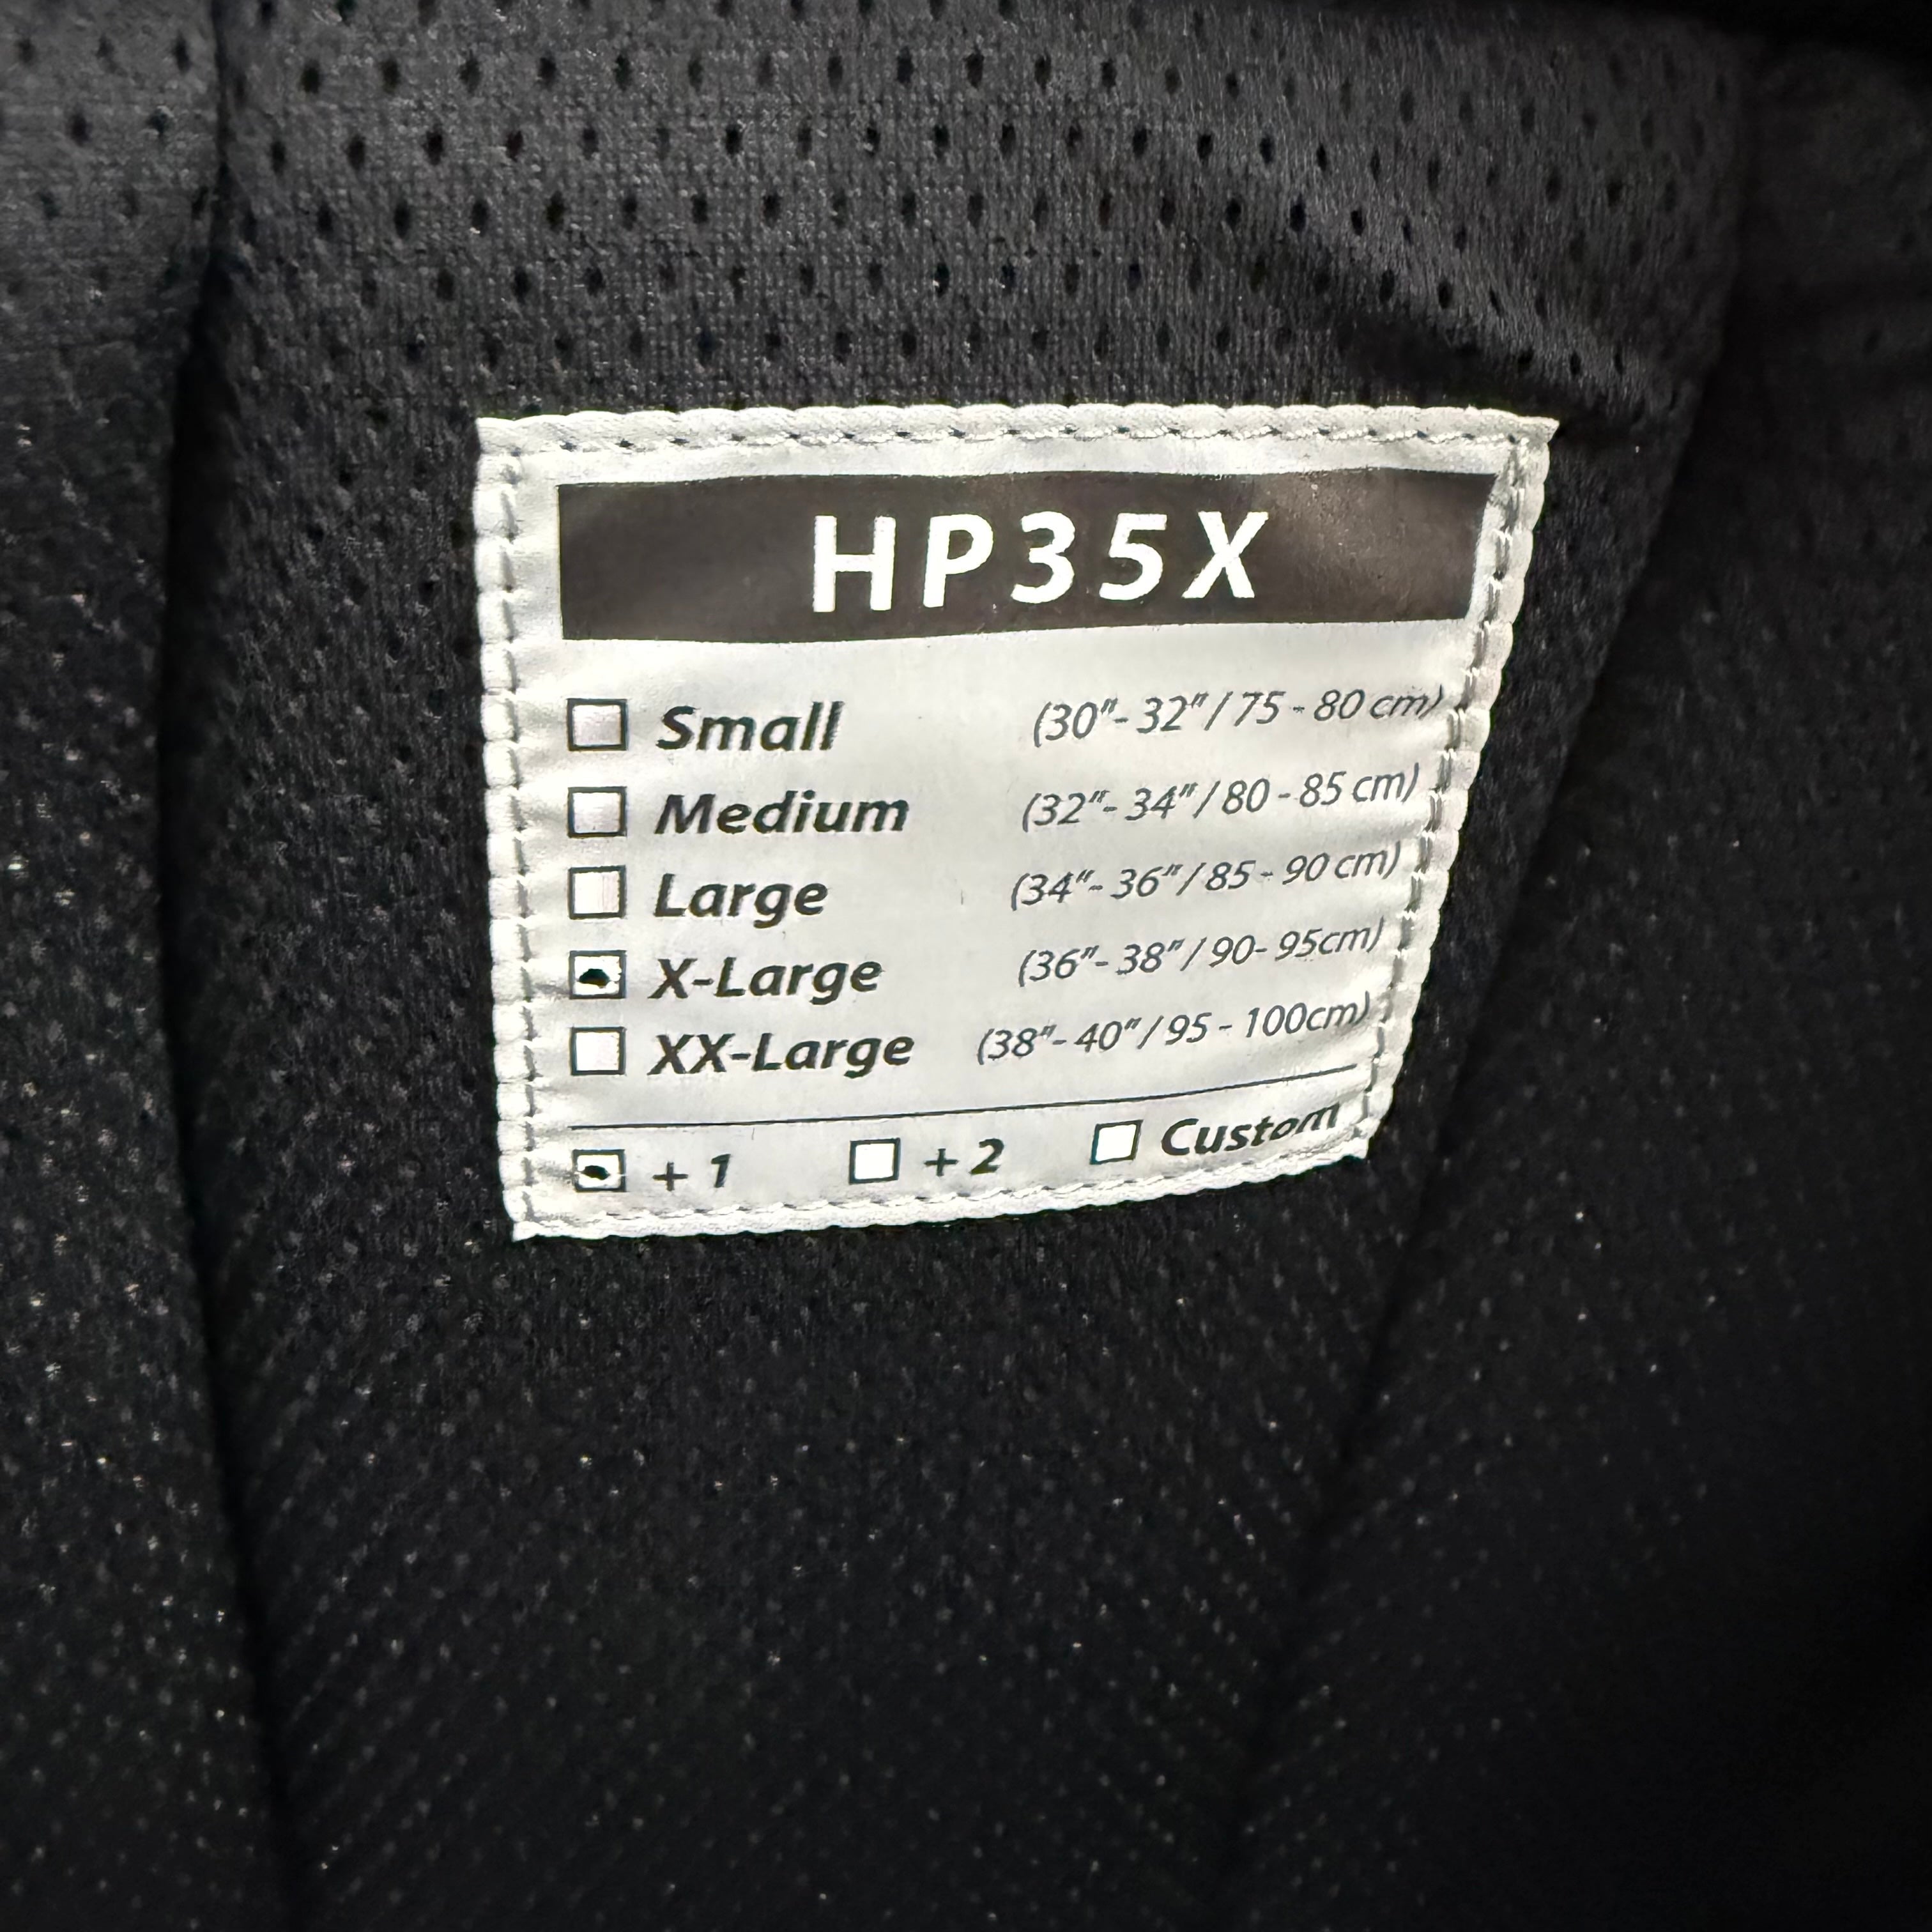 HP35X
Small (30"- 32" / 75 - 80 cm)
Medium (32"- 34" / 80 - 85 cm)
Large (34"- 36" / 85 - 90 cm)
X-Large (36"- 38" / 90- 95cm)
XX-Large (38"- 40" / 95 - 100cm)
+ 1 + 2 Custom